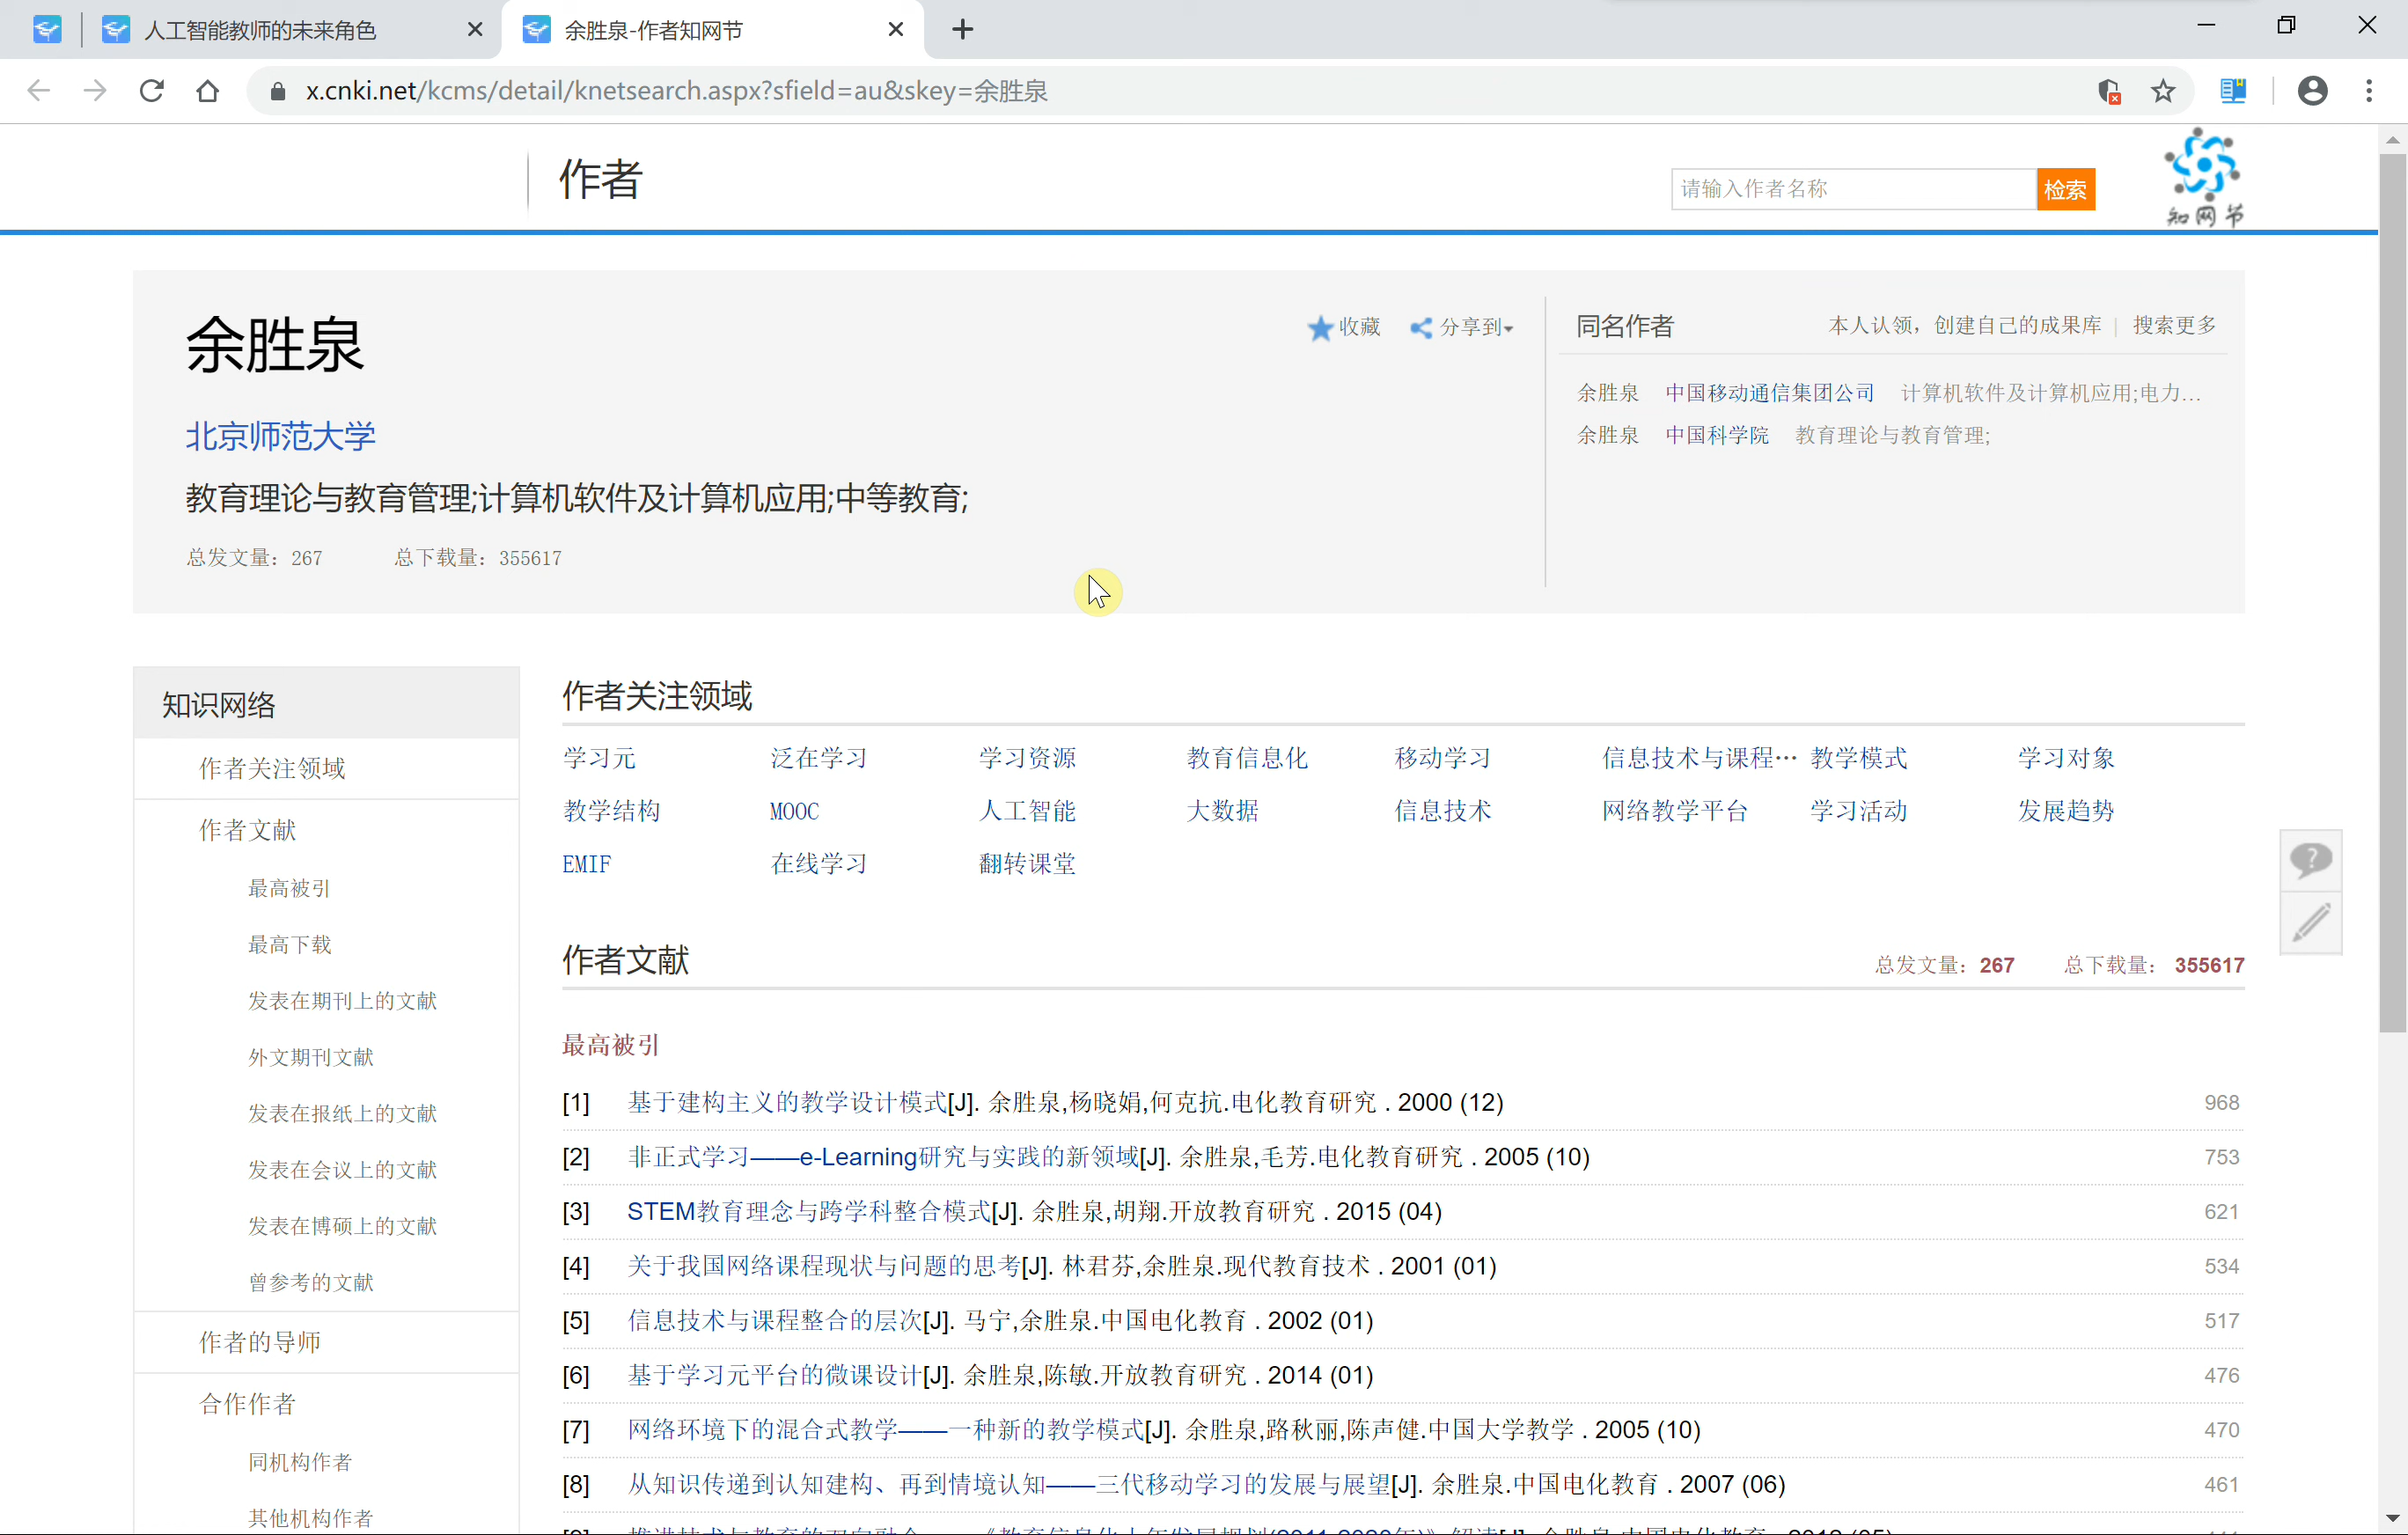 人工智能教师的未来角色
余胜泉-作者知网节
x.cnki.net/kcms/detail/knetsearch.aspx?sfield=au&skey=余胜泉
作者
请输入作者名称
检索
知网节
余胜泉
收藏
分享到
北京师范大学
教育理论与教育管理;计算机软件及计算机应用;中等教育;
总发文量：267 总下载量：355617
同名作者
本人认领，创建自己的成果库 | 搜索更多
余胜泉 中国移动通信集团公司 计算机软件及计算机应用;电力...
余胜泉 中国科学院 教育理论与教育管理;
知识网络
作者关注领域
作者文献
最高被引
最高下载
发表在期刊上的文献
外文期刊文献
发表在报纸上的文献
发表在会议上的文献
发表在博硕上的文献
曾参考的文献
作者的导师
合作作者
同机构作者
其他机构作者
作者关注领域
学习元 泛在学习 学习资源 教育信息化 移动学习 信息技术与课程… 教学模式 学习对象
教学结构 MOOC 人工智能 大数据 信息技术 网络教学平台 学习活动 发展趋势
EMIF 在线学习 翻转课堂
作者文献
总发文量：267 总下载量：355617
最高被引
[1] 基于建构主义的教学设计模式[J]. 余胜泉,杨晓娟,何克抗.电化教育研究 . 2000 (12) 968
[2] 非正式学习——e-Learning研究与实践的新领域[J]. 余胜泉,毛芳.电化教育研究 . 2005 (10) 753
[3] STEM教育理念与跨学科整合模式[J]. 余胜泉,胡翔.开放教育研究 . 2015 (04) 621
[4] 关于我国网络课程现状与问题的思考[J]. 林君芬,余胜泉.现代教育技术 . 2001 (01) 534
[5] 信息技术与课程整合的层次[J]. 马宁,余胜泉.中国电化教育 . 2002 (01) 517
[6] 基于学习元平台的微课设计[J]. 余胜泉,陈敏.开放教育研究 . 2014 (01) 476
[7] 网络环境下的混合式教学——一种新的教学模式[J]. 余胜泉,路秋丽,陈声健.中国大学教学 . 2005 (10) 470
[8] 从知识传递到认知建构、再到情境认知——三代移动学习的发展与展望[J]. 余胜泉.中国电化教育 . 2007 (06) 461